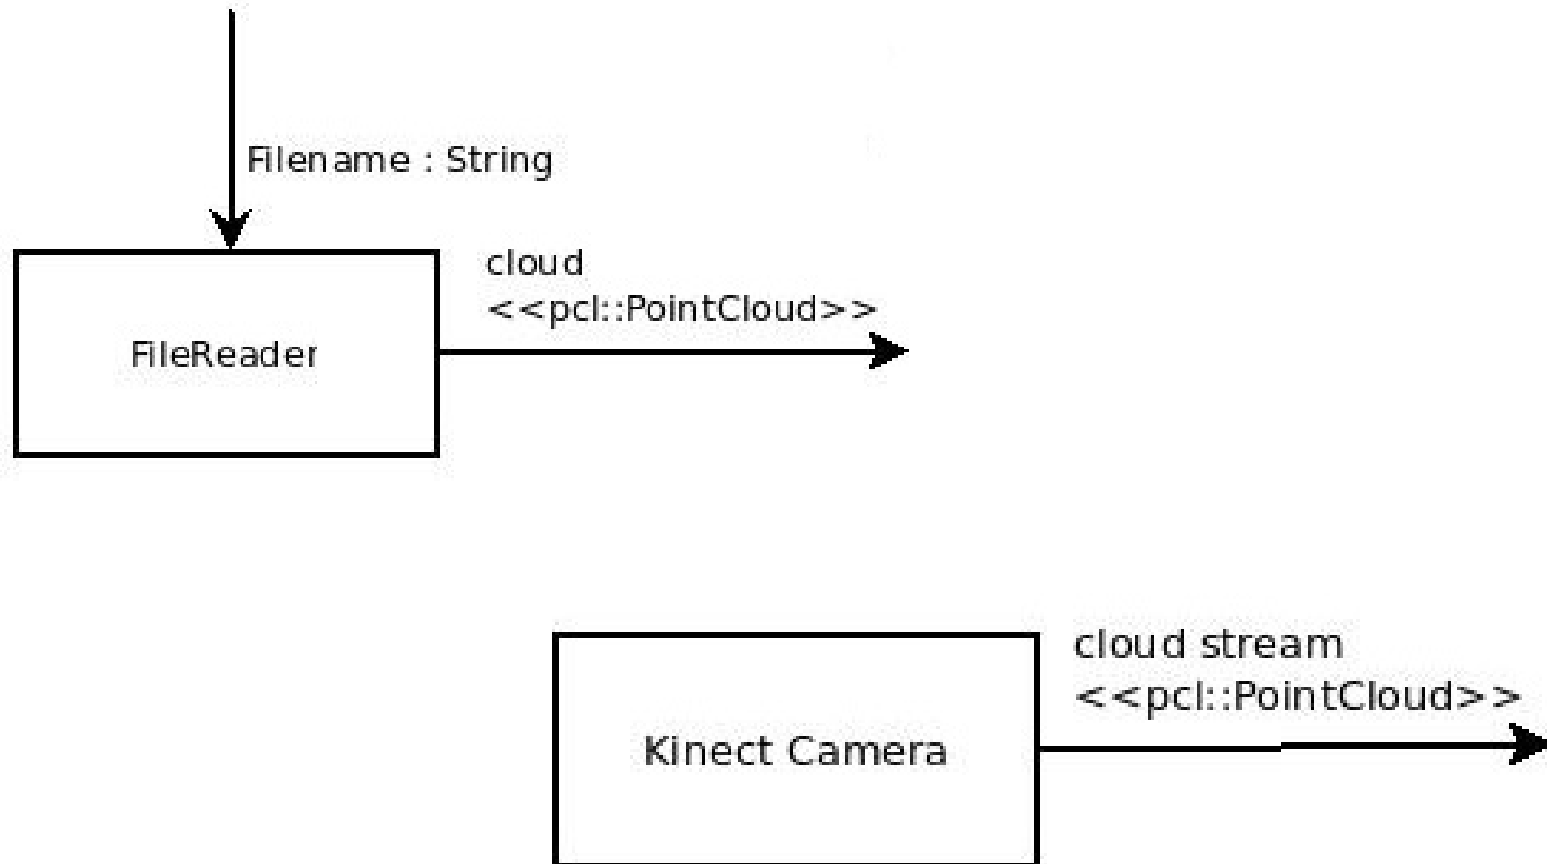 Filename : String
cloud
<<pcl::PointCloud>>
FileReader
cloud stream
<<pcl::PointCloud>>
Kinect Camera